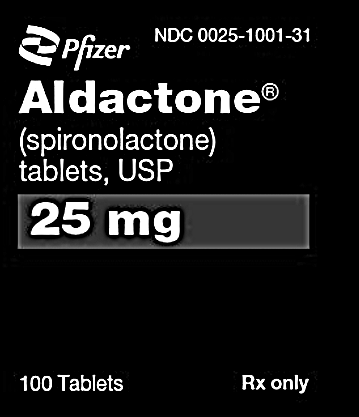 Pfizer
NDC 0025-1001-31
Aldactone®
(spironolactone)
tablets, USP
25 mg
100 Tablets
Rx only